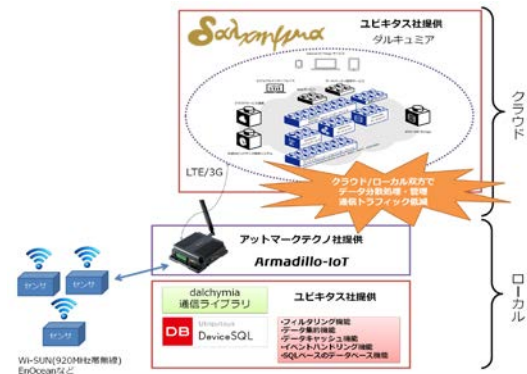 ユビキタス社提供
ダルキュミア
クラウド
LTE/3G
クラウド/ローカル双方で
データ分散処理・管理
通信トラフィック低減
アットマークテクノ社提供
Armadillo-IoT
センサ
センサ
センサ
ローカル
dalchymia
通信ライブラリ
ユビキタス社提供
DB
Ubiquitous
DeviceSQL
・フィルタリング機能
・データ集約機能
・データキャッシュ機能
・イベントハンドリング機能
・SQLベースのデータベース機能
Wi-SUN(920MHz帯無線)
EnOceanなど